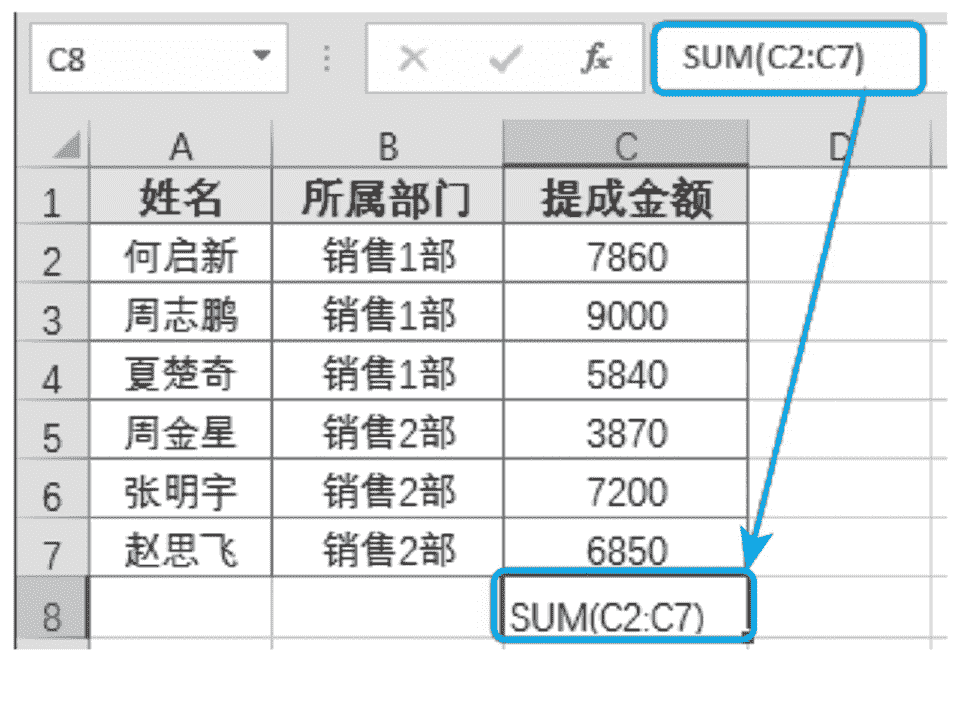 C8 fx SUM(C2:C7)
A B C D
1 姓名 所属部门 提成金额
2 何启新 销售1部 7860
3 周志鹏 销售1部 9000
4 夏楚奇 销售1部 5840
5 周金星 销售2部 3870
6 张明宇 销售2部 7200
7 赵思飞 销售2部 6850
8 SUM(C2:C7)